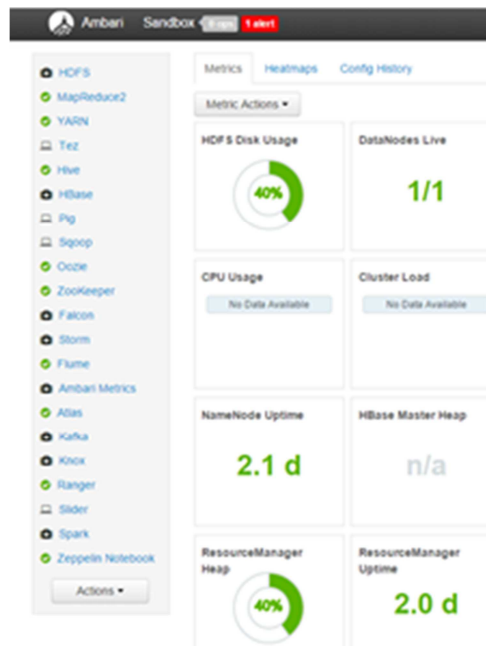 Ambari Sandbox 0 ops 1 alert
HDFS
MapReduce2
YARN
Tez
Hive
HBase
Pig
Sqoop
Oozie
ZooKeeper
Falcon
Storm
Flume
Ambari Metrics
Atlas
Kafka
Knox
Ranger
Slider
Spark
Zeppelin Notebook
Actions
Metrics Heatmaps Config History
Metric Actions
HDFS Disk Usage
40%
DataNodes Live
1/1
CPU Usage
No Data Available
Cluster Load
No Data Available
NameNode Uptime
2.1 d
HBase Master Heap
n/a
ResourceManager
Heap
40%
ResourceManager
Uptime
2.0 d